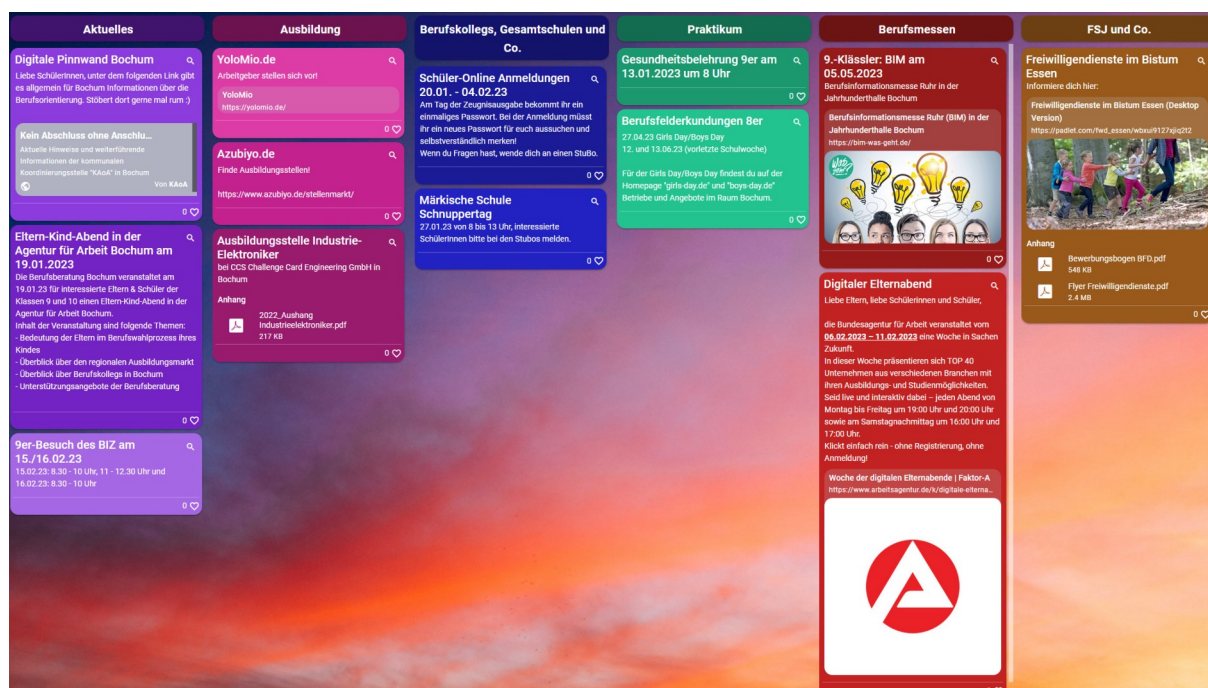 Aktuelles
Digitale Pinnwand Bochum
Liebe SchülerInnen, unter dem folgenden Link gibt
es allgemein für Bochum Informationen über die
Berufsorientierung. Stöbert dort gerne mal rum :)
Kein Abschluss ohne Anschlu...
Aktuelle Hinweise und weiterführende
Informationen der kommunalen
Koordinierungsstelle "KAoA" in Bochum
Von KAoA
0
Eltern-Kind-Abend in der
Agentur für Arbeit Bochum am
19.01.2023
Die Berufsberatung Bochum veranstaltet am
19.01.23 für interessierte Eltern & Schüler der
Klassen 9 und 10 einen Eltern-Kind-Abend in der
Agentur für Arbeit Bochum.
Inhalt der Veranstaltung sind folgende Themen:
- Bedeutung der Eltern im Berufswahlprozess ihres
Kindes
- Überblick über den regionalen Ausbildungsmarkt
- Überblick über Berufskollegs in Bochum
- Unterstützungsangebote der Berufsberatung
0
9er-Besuch des BIZ am
15./16.02.23
15.02.23: 8.30 - 10 Uhr, 11 - 12.30 Uhr und
16.02.23: 8.30 - 10 Uhr
0
Ausbildung
YoloMio.de
Arbeitgeber stellen sich vor!
YoloMio
https://yolomio.de/
0
Azubiyo.de
Finde Ausbildungsstellen!
https://www.azubiyo.de/stellenmarkt/
0
Ausbildungsstelle Industrie-
Elektroniker
bei CCS Challenge Card Engineering GmbH in
Bochum
Anhang
2022_Aushang
Industrieelektroniker.pdf
217 KB
0
Berufskollegs, Gesamtschulen und
Co.
Schüler-Online Anmeldungen
20.01. - 04.02.23
Am Tag der Zeugnisausgabe bekommt ihr ein
einmaliges Passwort. Bei der Anmeldung müsst
ihr ein neues Passwort für euch aussuchen und
selbstverständlich merken!
Wenn du Fragen hast, wende dich an einen StuBo.
0
Märkische Schule
Schnuppertag
27.01.23 von 8 bis 13 Uhr, interessierte
SchülerInnen bitte bei den Stubos melden.
0
Praktikum
Gesundheitsbelehrung 9er am
13.01.2023 um 8 Uhr
0
Berufsfelderkundungen 8er
27.04.23 Girls Day/Boys Day
12. und 13.06.23 (vorletzte Schulwoche)
Für der Girls Day/Boys Day findest du auf der
Homepage "girls-day.de" und "boys-day.de"
Betriebe und Angebote im Raum Bochum.
0
Berufsmessen
9.-Klässler: BIM am
05.05.2023
Berufsinformationsmesse Ruhr in der
Jahrhunderthalle Bochum
Berufsinformationsmesse Ruhr (BIM) in der
Jahrhunderthalle Bochum
https://bim-was-geht.de/
0
Digitaler Elternabend
Liebe Eltern, liebe Schülerinnen und Schüler,
die Bundesagentur für Arbeit veranstaltet vom
06.02.2023 – 11.02.2023 eine Woche in Sachen
Zukunft.
In dieser Woche präsentieren sich TOP 40
Unternehmen aus verschiedenen Branchen mit
ihren Ausbildungs- und Studienmöglichkeiten.
Seid live und interaktiv dabei – jeden Abend von
Montag bis Freitag um 19:00 Uhr und 20:00 Uhr
sowie am Samstagnachmittag um 16:00 Uhr und
17:00 Uhr.
Klickt einfach rein - ohne Registrierung, ohne
Anmeldung!
Woche der digitalen Elternabende | Faktor-A
https://www.arbeitsagentur.de/k/digitale-elterna...
FSJ und Co.
Freiwilligendienste im Bistum
Essen
Informiere dich hier:
Freiwilligendienste im Bistum Essen (Desktop
Version)
https://padlet.com/fwd_essen/wbxui9127xjiq2t2
Anhang
Bewerbungsbogen BFD.pdf
548 KB
Flyer Freiwilligendienste.pdf
2.4 MB
0